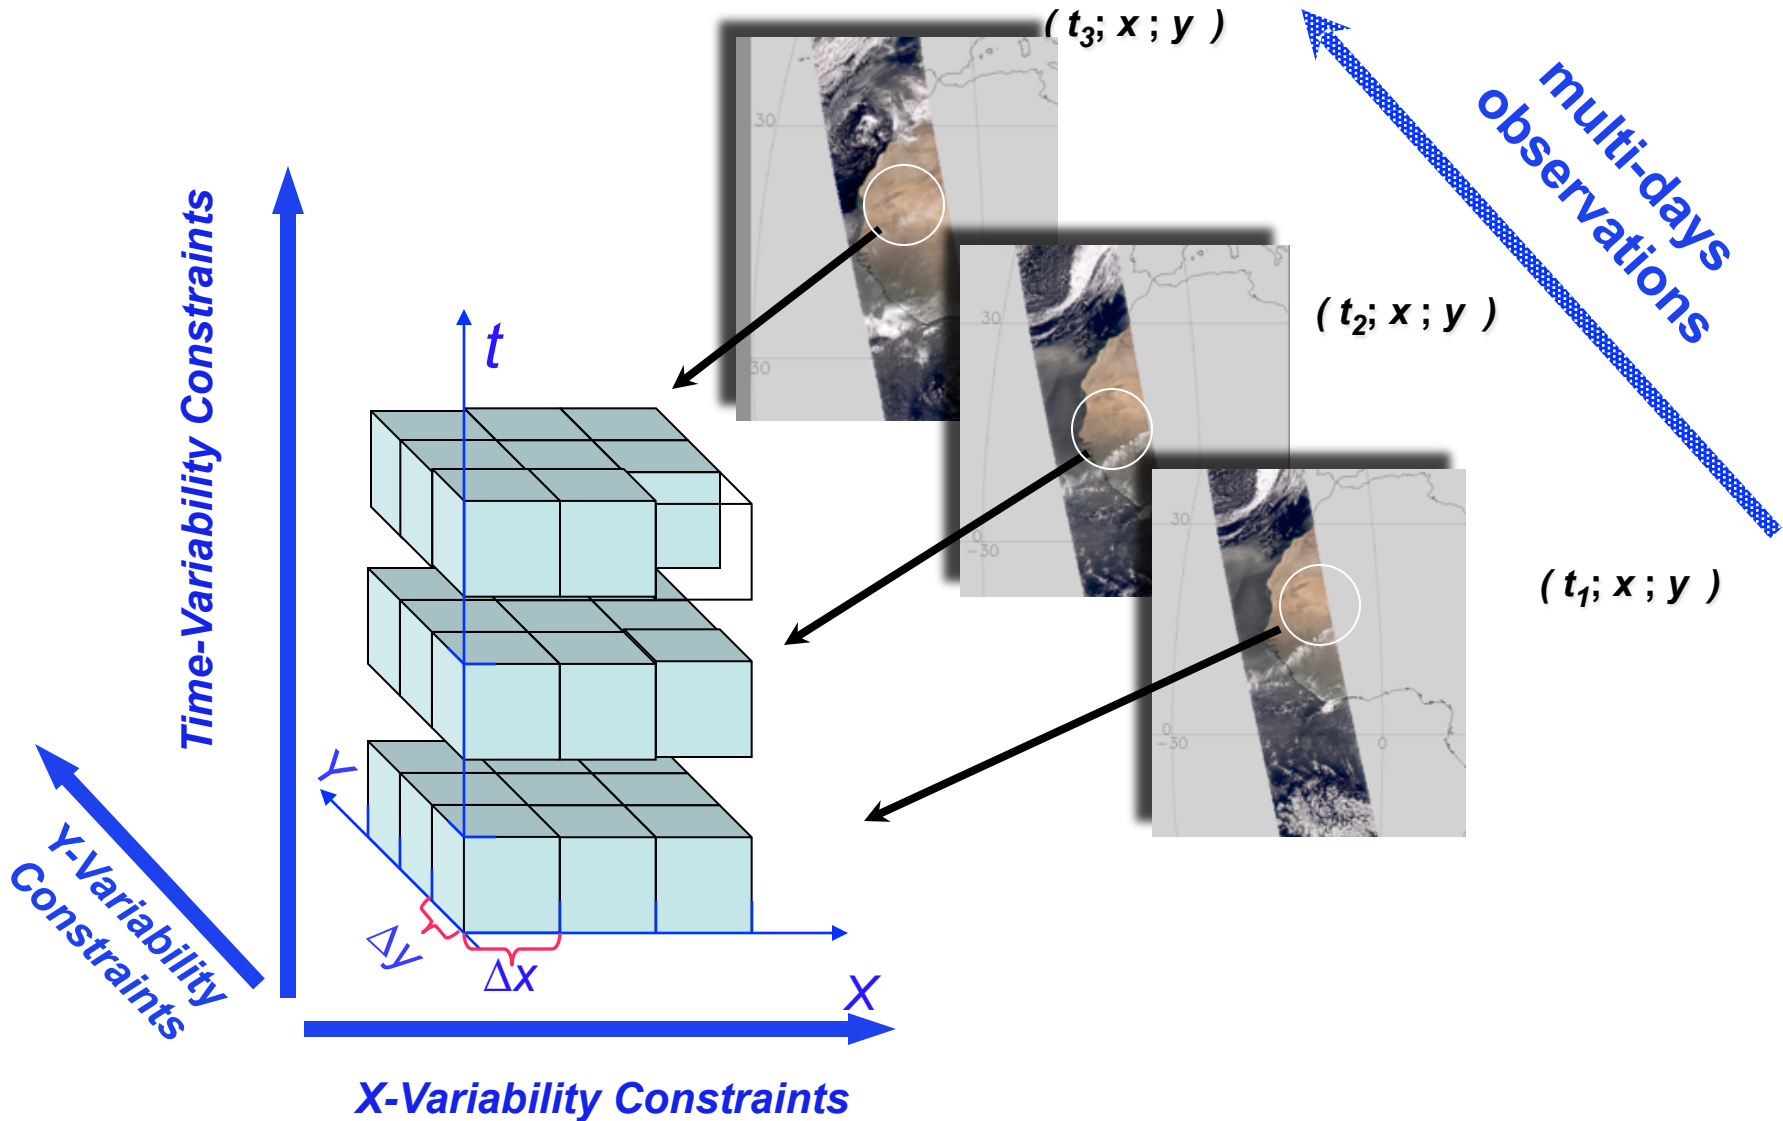 ( t3; x ; y )
multi-days
observations
30
30
( t2; x ; y )
30
0
-30
( t1; x ; y )
30
0
-30
0
Time-Variability Constraints
t
Y
Y-Variability
Constraints
Δy
Δx
X
X-Variability Constraints